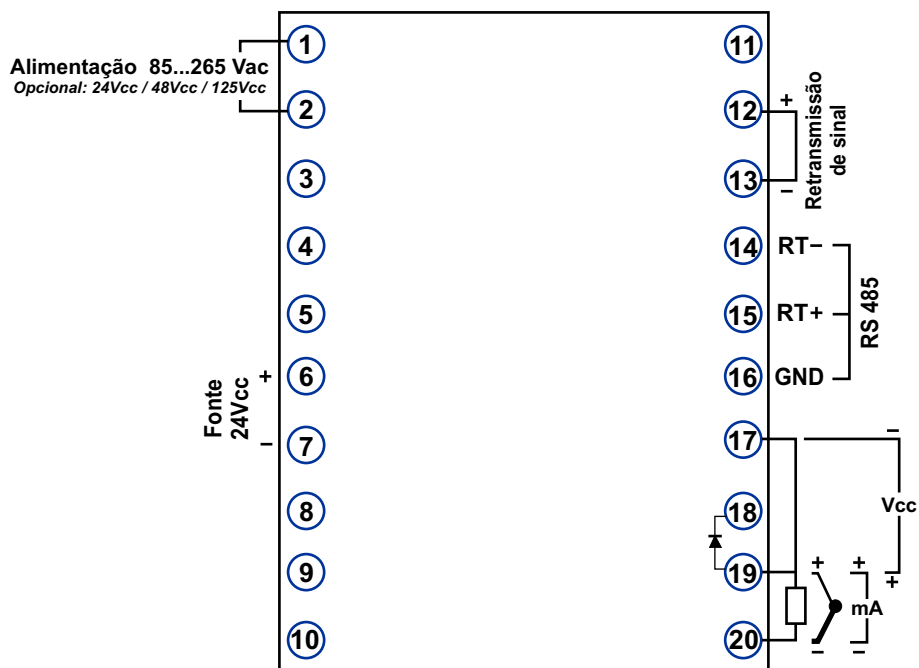 Alimentação 85...265 Vac
Opcional: 24Vcc / 48Vcc / 125Vcc
1
2
3
4
5
6
7
8
9
10
+
Fonte
24Vcc
−
11
12
13
14
15
16
17
18
19
20
+
−
Retransmissão
de sinal
RT−
RT+
GND
RS 485
−
Vcc
+
+
−
+
mA
−